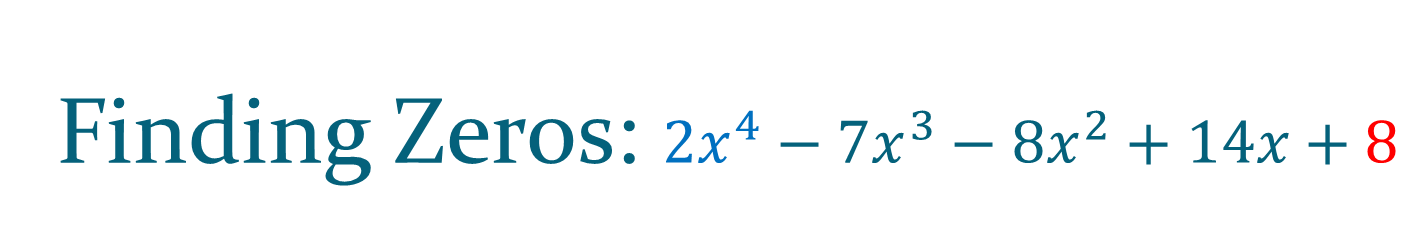 Finding Zeros: 2x⁴ − 7x³ − 8x² + 14x + 8